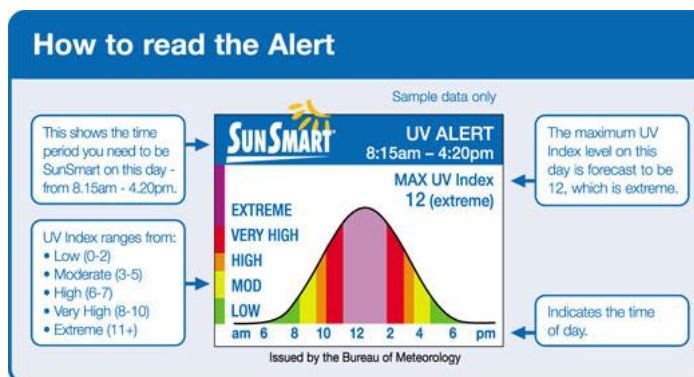 How to read the Alert
Sample data only
This shows the time
period you need to be
SunSmart on this day -
from 8.15am - 4.20pm.
SUNSMART
UV ALERT
8:15am – 4:20pm
The maximum UV
Index level on this
day is forecast to be
12, which is extreme.
MAX UV Index
12 (extreme)
UV Index ranges from:
• Low (0-2)
• Moderate (3-5)
• High (6-7)
• Very High (8-10)
• Extreme (11+)
EXTREME
VERY HIGH
HIGH
MOD
LOW
am 6 8 10 12 2 4 6 pm
Indicates the time
of day.
Issued by the Bureau of Meteorology